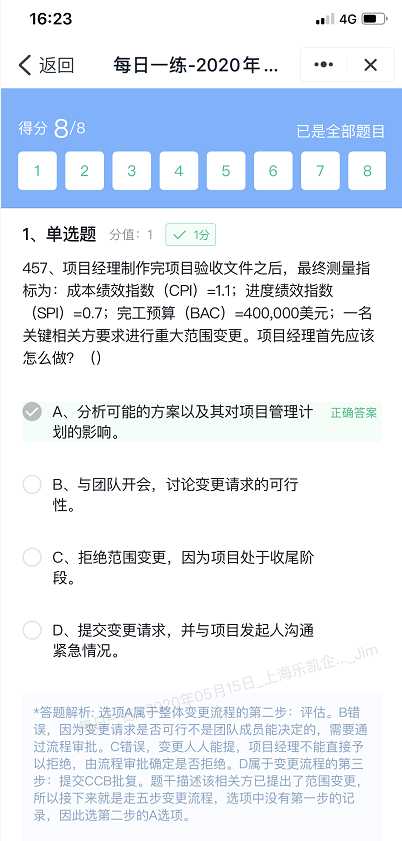 16:23
4G
返回
每日一练-2020年...
得分 8/8
已是全部题目
1 2 3 4 5 6 7 8
1、单选题 分值：1 1分
457、项目经理制作完项目验收文件之后，最终测量指
标为：成本绩效指数（CPI）=1.1；进度绩效指数
（SPI）=0.7；完工预算（BAC）=400,000美元；一名
关键相关方要求进行重大范围变更。项目经理首先应该
怎么做？（）
A、分析可能的方案以及其对项目管理计 正确答案
划的影响。
B、与团队开会，讨论变更请求的可行
性。
C、拒绝范围变更，因为项目处于收尾阶
段。
D、提交变更请求，并与项目发起人沟通
紧急情况。
2020年05月15日_上海乐凯企..._Jim
*答题解析: 选项A属于整体变更流程的第二步：评估。B错
误，因为变更请求是否可行不是团队成员能决定的，需要通
过流程审批。C错误，变更人人能提，项目经理不能直接予
以拒绝，由流程审批确定是否拒绝。D属于变更流程的第三
步：提交CCB批复。题干描述该相关方已提出了范围变更，
所以接下来就是走五步变更流程，选项中没有第一步的记
录，因此选第二步的A选项。